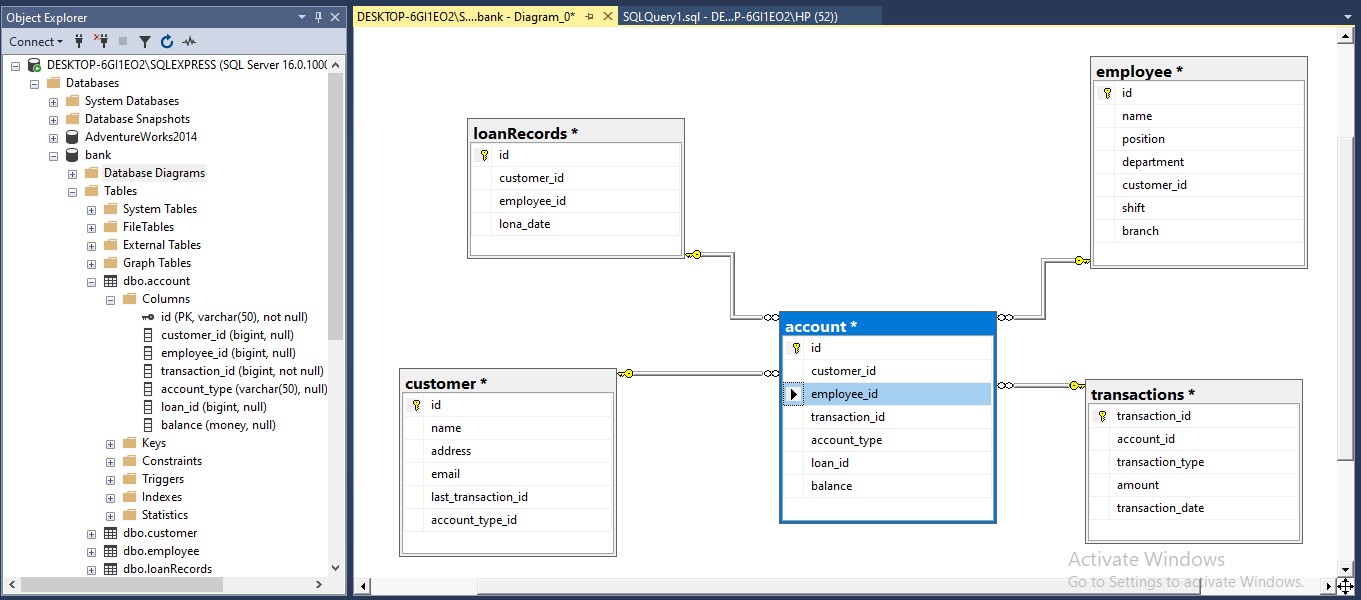 Object Explorer
Connect
DESKTOP-6GI1EO2\SQLEXPRESS (SQL Server 16.0.1000
Databases
System Databases
Database Snapshots
AdventureWorks2014
bank
Database Diagrams
Tables
System Tables
FileTables
External Tables
Graph Tables
dbo.account
Columns
id (PK, varchar(50), not null)
customer_id (bigint, null)
employee_id (bigint, null)
transaction_id (bigint, not null)
account_type (varchar(50), null)
loan_id (bigint, null)
balance (money, null)
Keys
Constraints
Triggers
Indexes
Statistics
dbo.customer
dbo.employee
dbo.loanRecords
DESKTOP-6GI1EO2\S....bank - Diagram_0*
SQLQuery1.sql - DE...P-6GI1EO2\HP (52))
loanRecords *
id
customer_id
employee_id
lona_date
employee *
id
name
position
department
customer_id
shift
branch
customer *
id
name
address
email
last_transaction_id
account_type_id
account *
id
customer_id
employee_id
transaction_id
account_type
loan_id
balance
transactions *
transaction_id
account_id
transaction_type
amount
transaction_date
Activate Windows
Go to Settings to activate Windows.